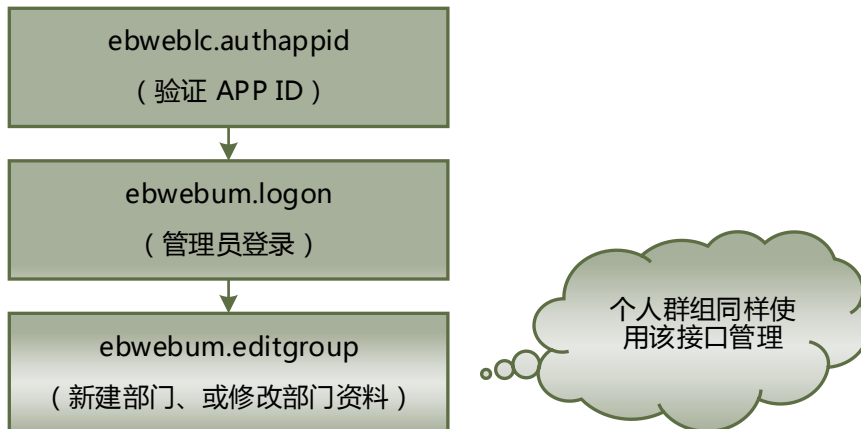 ebweblc.authappid
（验证 APP ID）
ebwebum.logon
（管理员登录）
ebwebum.editgroup
（新建部门、或修改部门资料）
个人群组同样使
用该接口管理